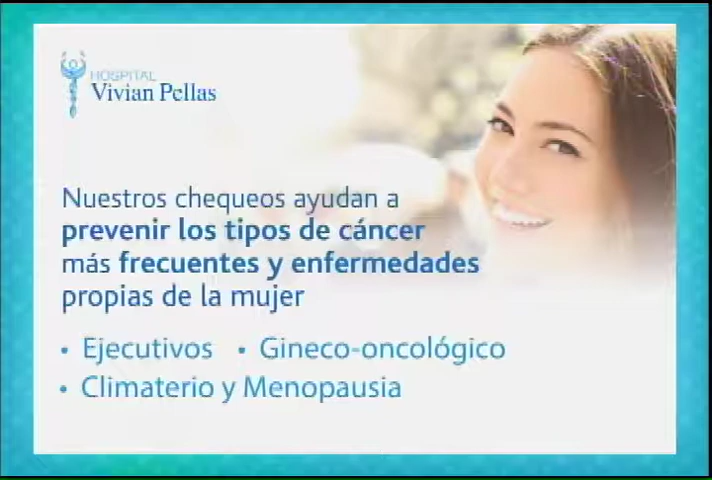 HOSPITAL
Vivian Pellas
Nuestros chequeos ayudan a
prevenir los tipos de cáncer
más frecuentes y enfermedades
propias de la mujer
• Ejecutivos • Gineco-oncológico
• Climaterio y Menopausia